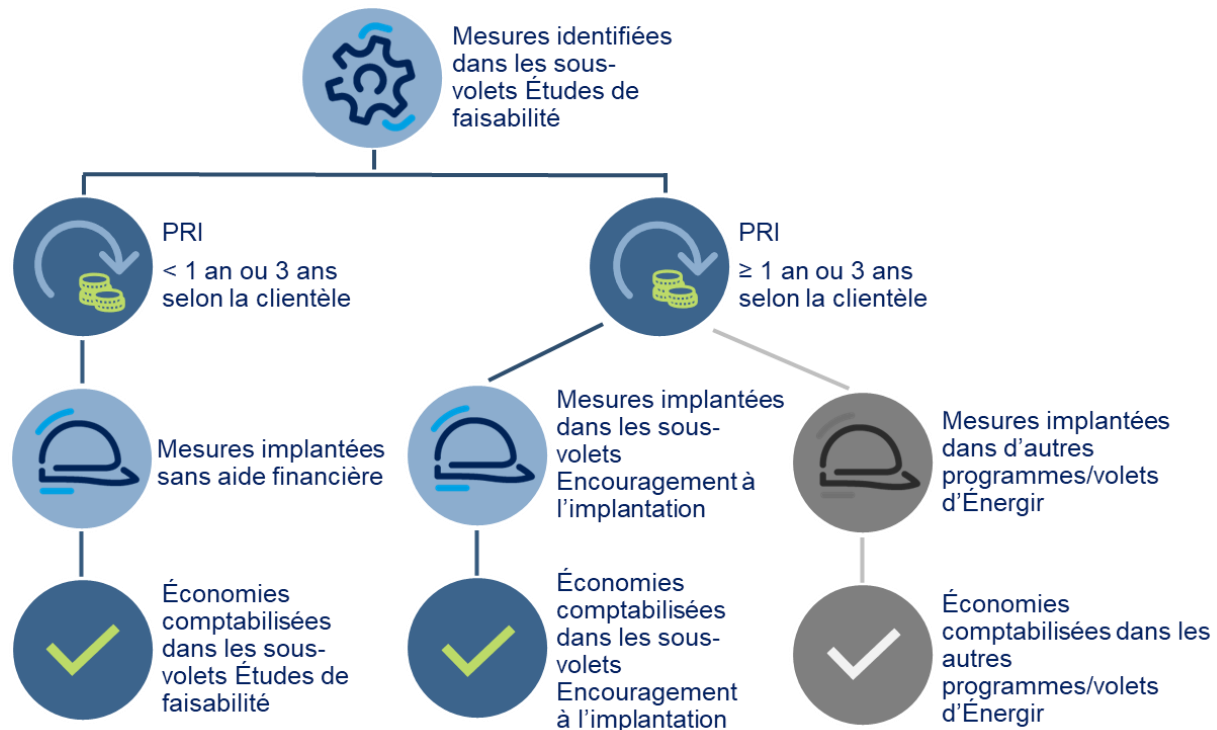 Mesures identifiées
dans les sous-
volets Études de
faisabilité
PRI
< 1 an ou 3 ans
selon la clientèle
PRI
≥ 1 an ou 3 ans
selon la clientèle
Mesures implantées
sans aide financière
Mesures implantées
dans les sous-
volets
Encouragement à
l’implantation
Mesures implantées
dans d’autres
programmes/volets
d’Énergir
Économies
comptabilisées
dans les sous-
volets Études de
faisabilité
Économies
comptabilisées
dans les sous-
volets
Encouragement
à l’implantation
Économies
comptabilisées dans les
autres
programmes/volets
d’Énergir